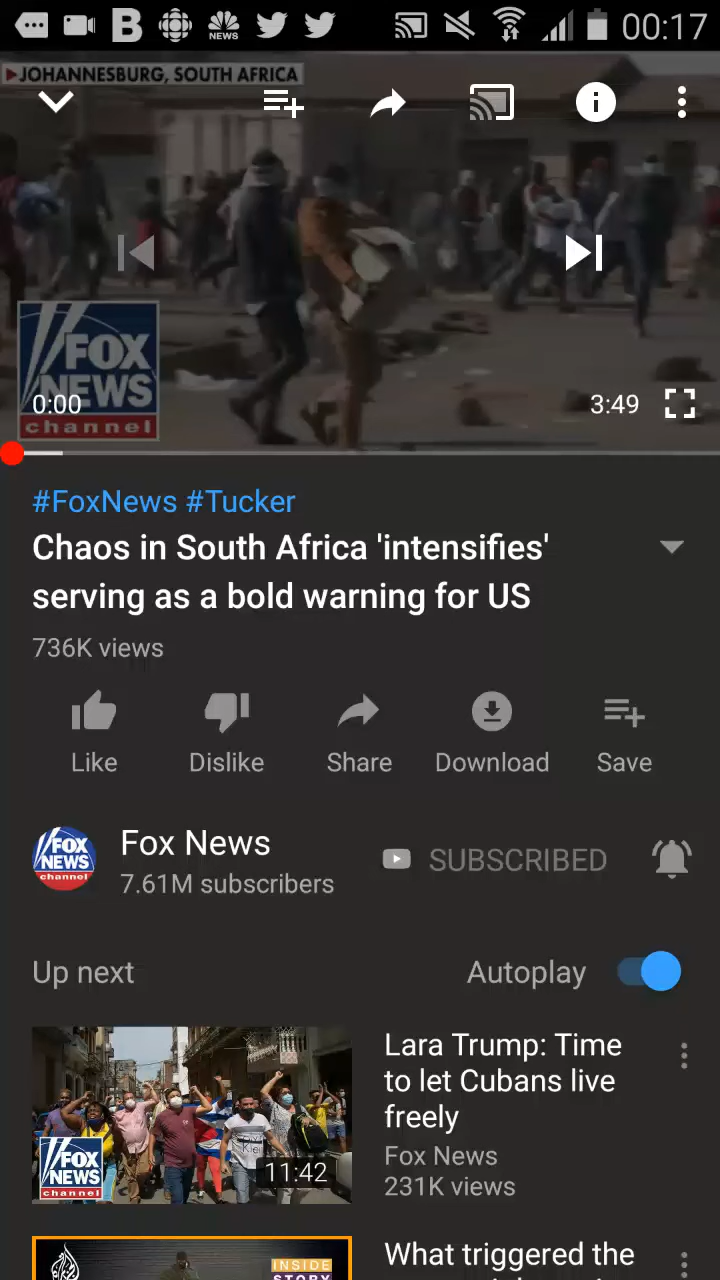 B
NEWS
00:17
JOHANNESBURG, SOUTH AFRICA
FOX
NEWS
channel
0:00
3:49
#FoxNews #Tucker
Chaos in South Africa 'intensifies'
serving as a bold warning for US
736K views
Like
Dislike
Share
Download
Save
FOX
NEWS
channel
Fox News
7.61M subscribers
SUBSCRIBED
Up next
Autoplay
FOX
NEWS
channel
11:42
Lara Trump: Time
to let Cubans live
freely
Fox News
231K views
INSIDE
STORY
What triggered the